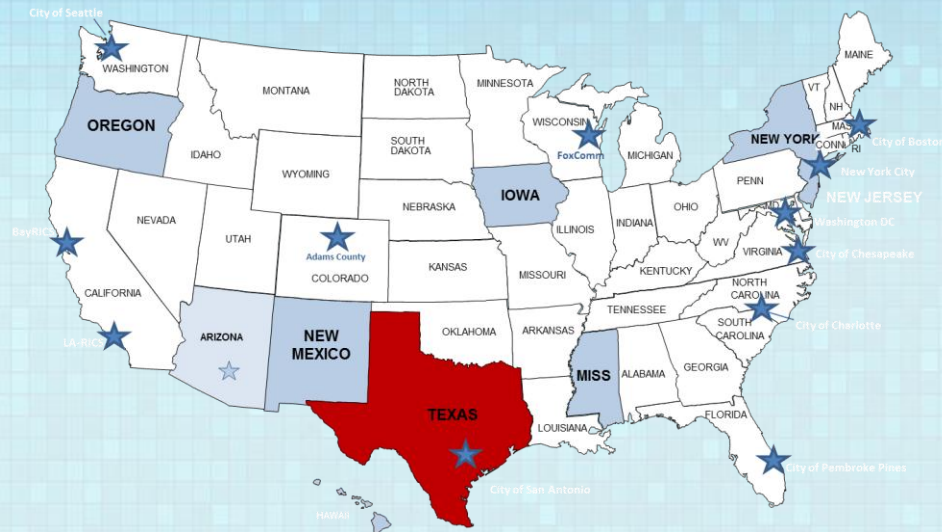 City of Seattle
WASHINGTON
MONTANA
NORTH
DAKOTA
MINNESOTA
MAINE
VT
NH
OREGON
IDAHO
SOUTH
DAKOTA
WISCONSIN
FoxComm
MICHIGAN
NEW YORK
MAS
City of Boston
CONN
RI
New York City
WYOMING
IOWA
PENN
NEW JERSEY
NEVADA
NEBRASKA
ILLINOIS
INDIANA
OHIO
MD
Washington DC
BayRIC
UTAH
Adams County
COLORADO
KANSAS
MISSOURI
WV
VIRGINIA
City of Chesapeake
KENTUCKY
CALIFORNIA
NORTH
CAROLINA
TENNESSEE
City of Charlotte
LA-RICS
ARIZONA
NEW
MEXICO
OKLAHOMA
ARKANSAS
SOUTH
CAROLINA
MISS
ALABAMA
GEORGIA
TEXAS
LOUISIANA
FLORIDA
City of Pembroke Pines
City of San Antonio
HAWAII